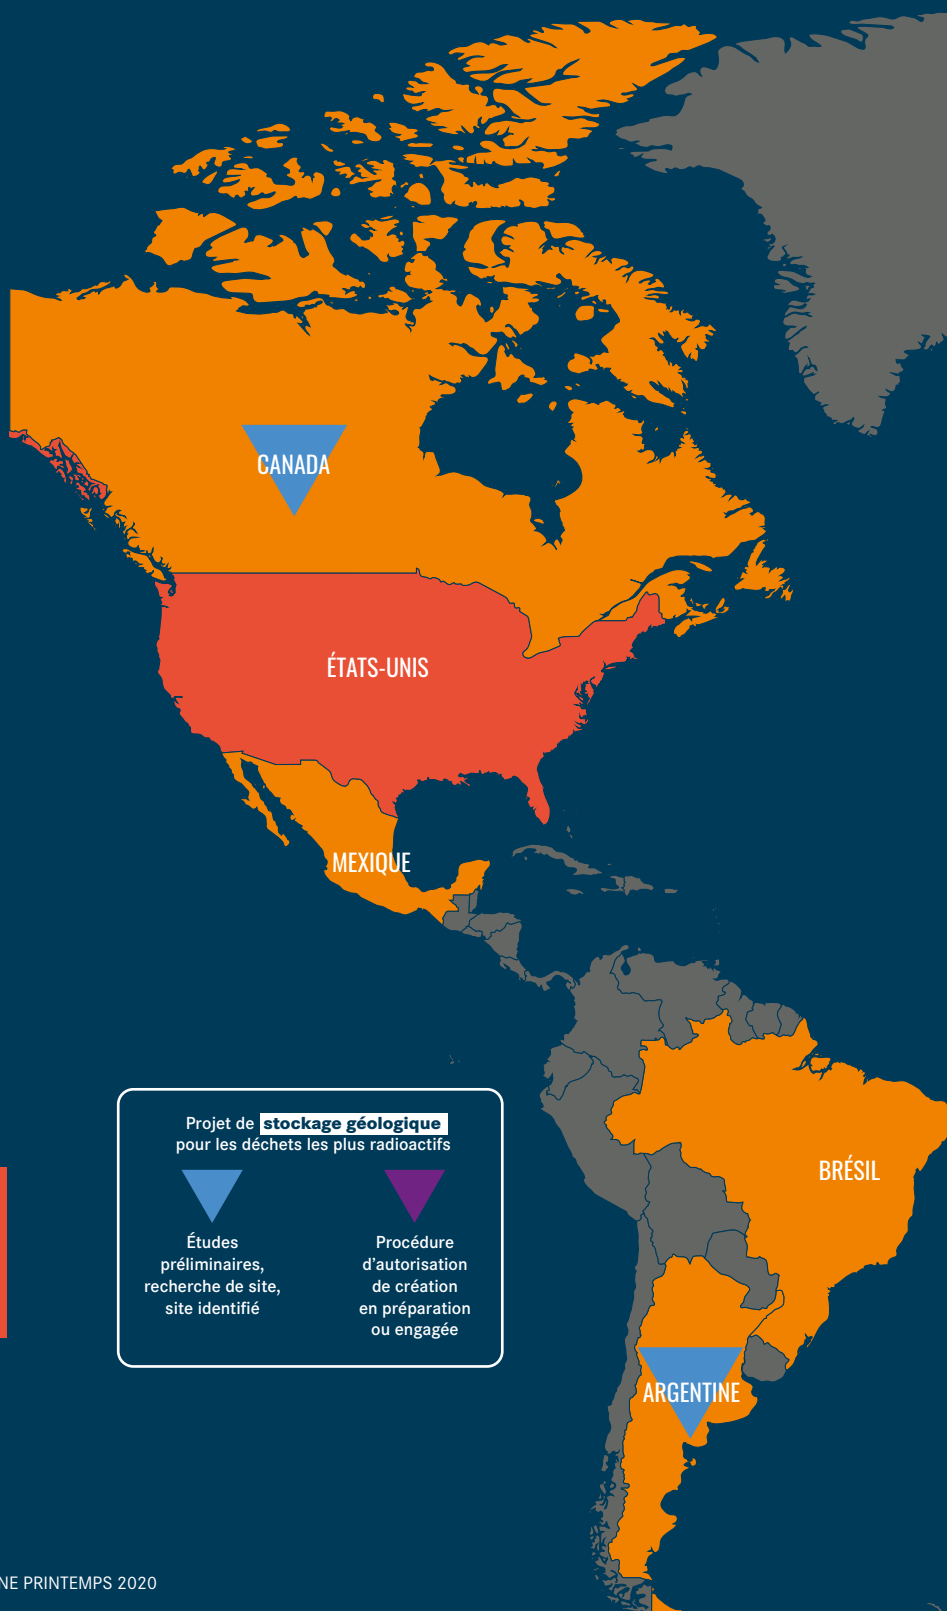 CANADA
ÉTATS-UNIS
MEXIQUE
Projet de stockage géologique
pour les déchets les plus radioactifs
Études
préliminaires,
recherche de site,
site identifié
Procédure
d'autorisation
de création
en préparation
ou engagée
BRÉSIL
ARGENTINE
NE PRINTEMPS 2020